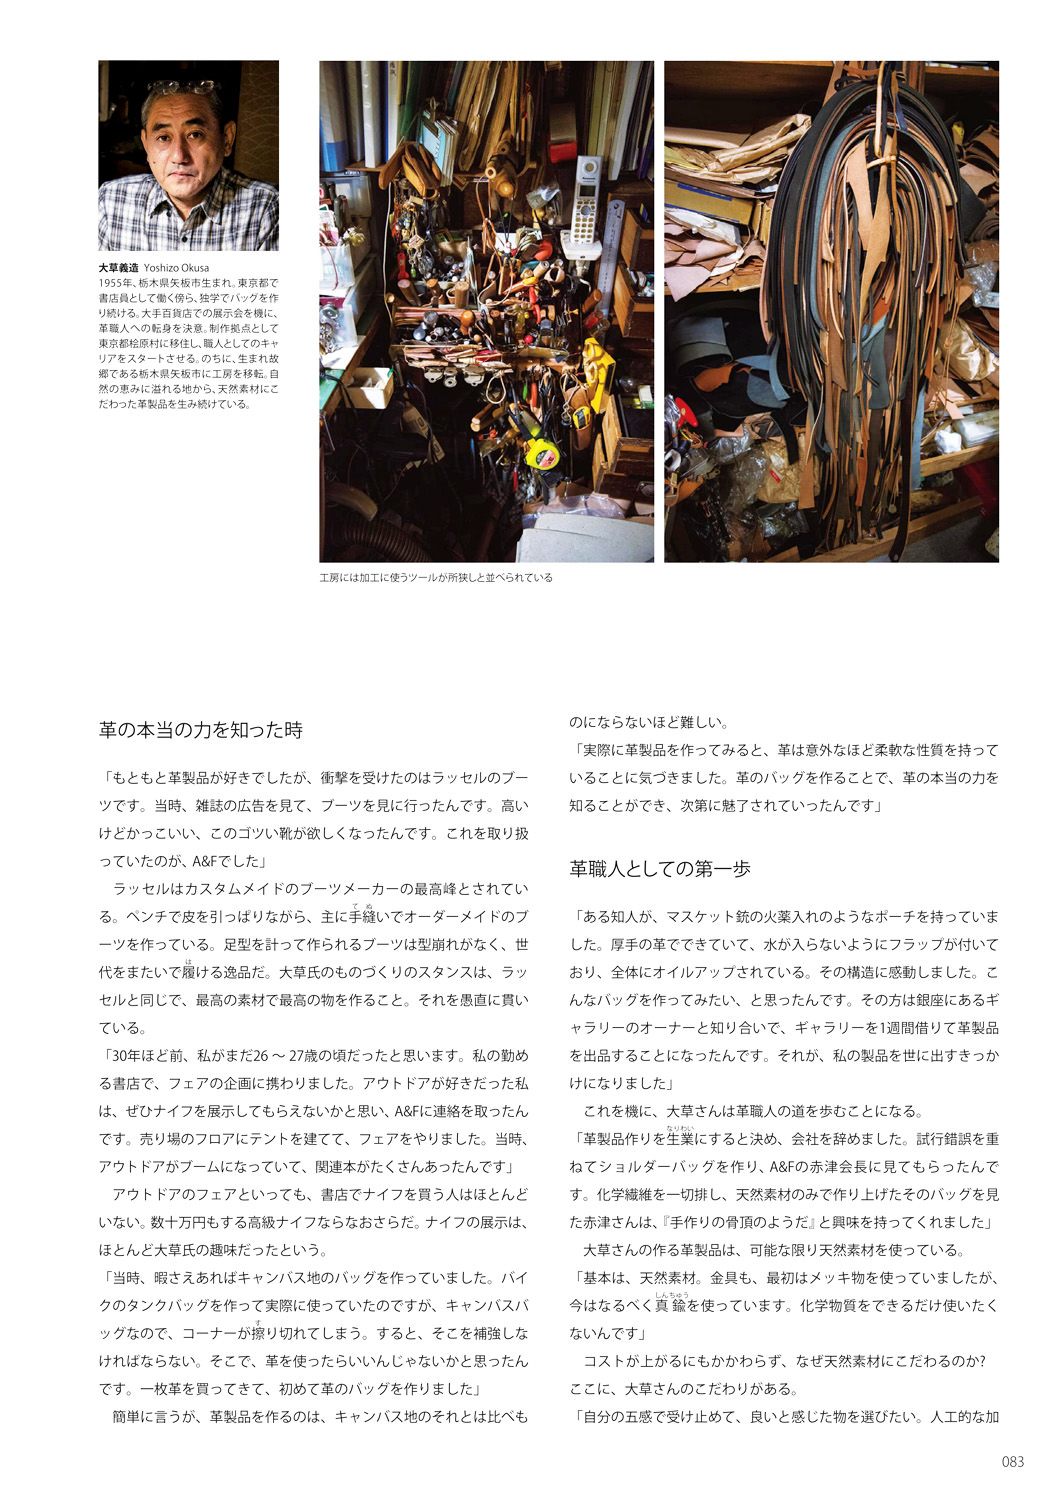 大草義造 Yoshizo Okusa
1955年、栃木県矢板市生まれ。東京都で
書店員として働く傍ら、独学でバッグを作
り続ける。大手百貨店での展示会を機に、
革職人への転身を決意。制作拠点として
東京都桧原村に移住し、職人としてのキャ
リアをスタートさせる。のちに、生まれ故
郷である栃木県矢板市に工房を移転。自
然の恵みに溢れる地から、天然素材にこ
だわった革製品を生み続けている。
工房には加工に使うツールが所狭しと並べられている
革の本当の力を知った時
「もともと革製品が好きでしたが、衝撃を受けたのはラッセルのブー
ツです。当時、雑誌の広告を見て、ブーツを見に行ったんです。高い
けどかっこいい、このゴツい靴が欲しくなったんです。これを取り扱
っていたのが、A&Fでした」
ラッセルはカスタムメイドのブーツメーカーの最高峰とされてい
る。ペンチで皮を引っぱりながら、主に手縫いでオーダーメイドのブ
ーツを作っている。足型を計って作られるブーツは型崩れがなく、世
代をまたいで履ける逸品だ。大草氏のものづくりのスタンスは、ラッ
セルと同じで、最高の素材で最高の物を作ること。それを愚直に貫い
ている。
「30年ほど前、私がまだ26〜27歳の頃だったと思います。私の勤め
る書店で、フェアの企画に携わりました。アウトドアが好きだった私
は、ぜひナイフを展示してもらえないかと思い、A&Fに連絡を取ったん
です。売り場のフロアにテントを建てて、フェアをやりました。当時、
アウトドアがブームになっていて、関連本がたくさんあったんです」
アウトドアのフェアといっても、書店でナイフを買う人はほとんど
いない。数十万円もする高級ナイフならなおさらだ。ナイフの展示は、
ほとんど大草氏の趣味だったという。
「当時、暇さえあればキャンバス地のバッグを作っていました。バイ
クのタンクバッグを作って実際に使っていたのですが、キャンバスバ
ッグなので、コーナーが擦り切れてしまう。すると、そこを補強しな
ければならない。そこで、革を使ったらいいんじゃないかと思ったん
です。一枚革を買ってきて、初めて革のバッグを作りました」
簡単に言うが、革製品を作るのは、キャンバス地のそれとは比べも
のにならないほど難しい。
「実際に革製品を作ってみると、革は意外なほど柔軟な性質を持って
いることに気づきました。革のバッグを作ることで、革の本当の力を
知ることができ、次第に魅了されていったんです」
革職人としての第一歩
「ある知人が、マスケット銃の火薬入れのようなポーチを持っていま
した。厚手の革でできていて、水が入らないようにフラップが付いて
おり、全体にオイルアップされている。その構造に感動しました。こ
んなバッグを作ってみたい、と思ったんです。その方は銀座にあるギ
ャラリーのオーナーと知り合いで、ギャラリーを1週間借りて革製品
を出品することになったんです。それが、私の製品を世に出すきっか
けになりました」
これを機に、大草さんは革職人の道を歩むことになる。
「革製品作りを生業にすると決め、会社を辞めました。試行錯誤を重
ねてショルダーバッグを作り、A&Fの赤津会長に見てもらったんで
す。化学繊維を一切排し、天然素材のみで作り上げたそのバッグを見
た赤津さんは、『手作りの骨頂のようだ』と興味を持ってくれました」
大草さんの作る革製品は、可能な限り天然素材を使っている。
「基本は、天然素材。金具も、最初はメッキ物を使っていましたが、
今はなるべく真鍮を使っています。化学物質をできるだけ使いたく
ないんです」
コストが上がるにもかかわらず、なぜ天然素材にこだわるのか?
ここに、大草さんのこだわりがある。
「自分の五感で受け止めて、良いと感じた物を選びたい。人工的な加
083